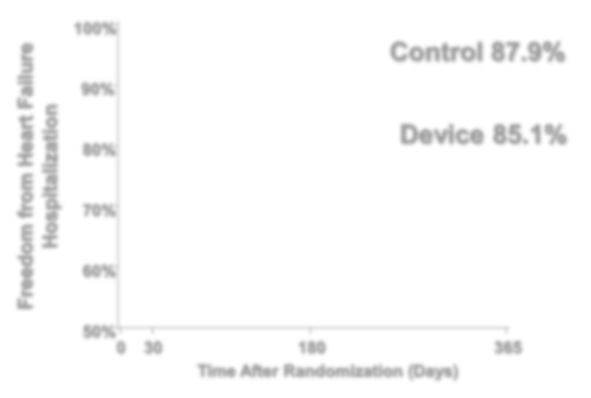 100%
Control 87.9%
90%
Device 85.1%
80%
70%
60%
50%
Freedom from Heart Failure
Hospitalization
0 30 180 365
Time After Randomization (Days)